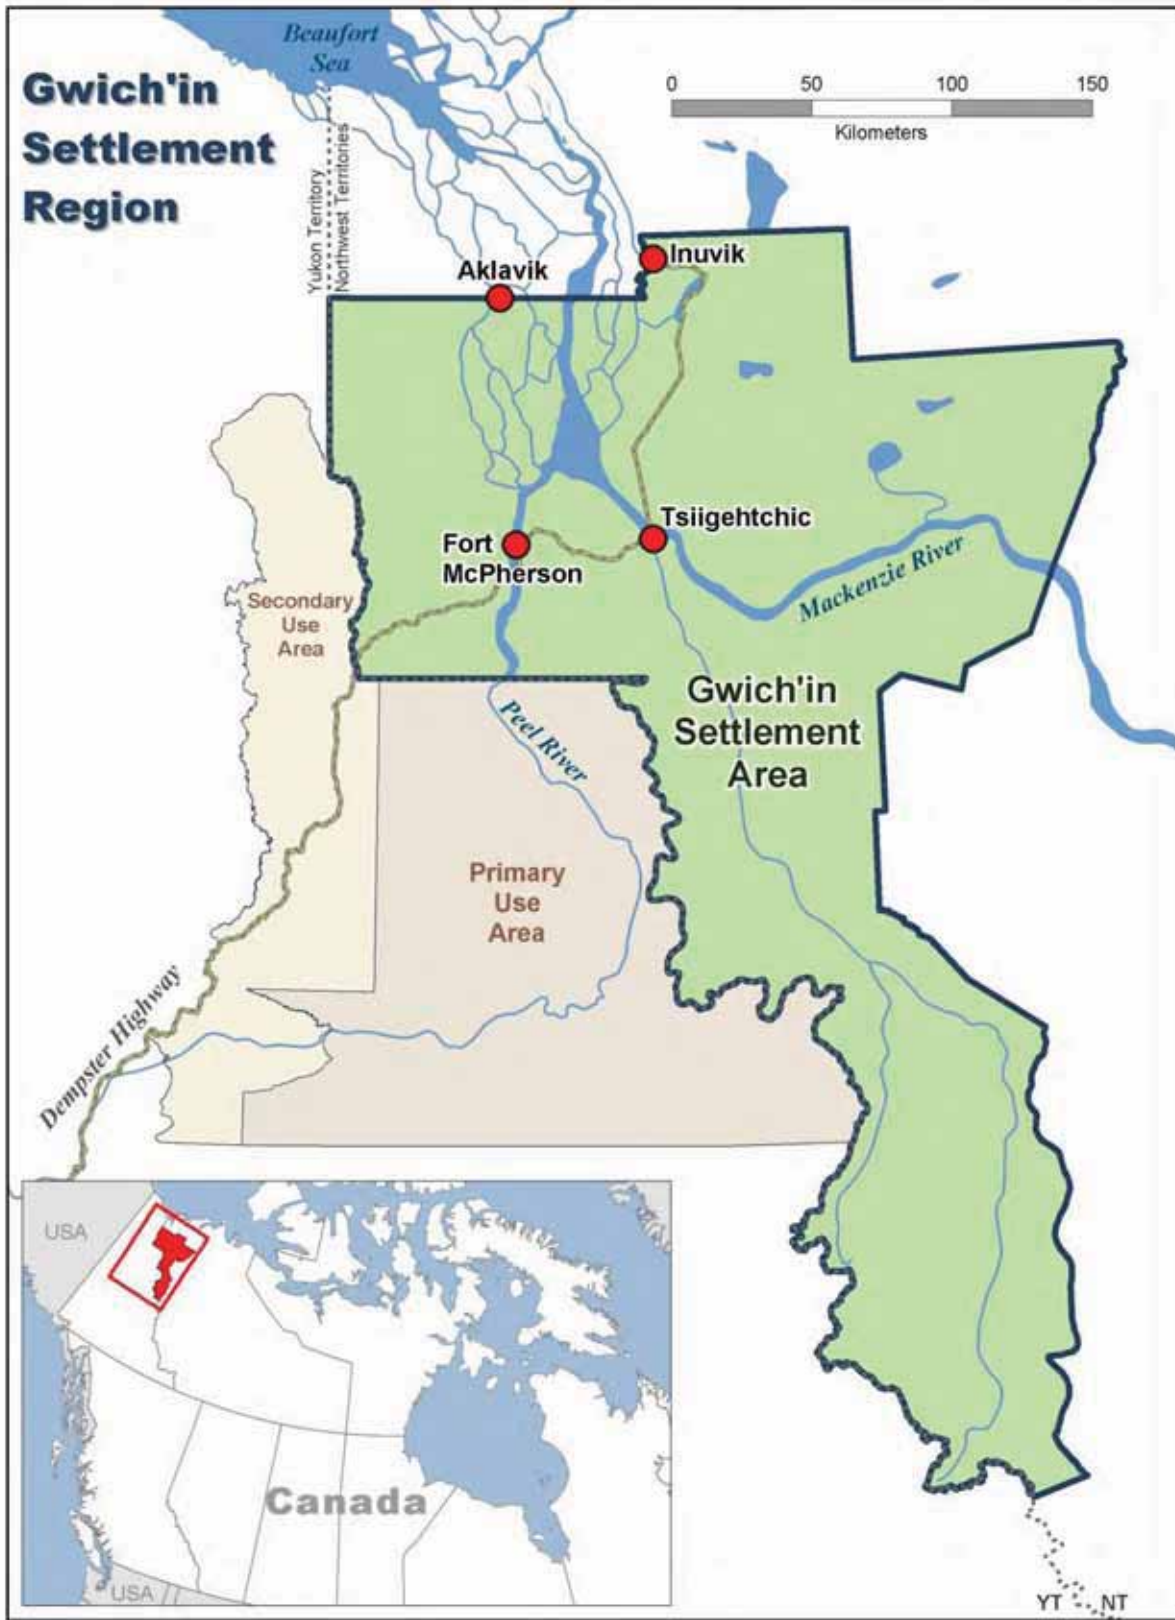 Gwich'in
Settlement
Region
Beaufort
Sea
0 50 100 150
Kilometers
Yukon Territory
Northwest Territories
Aklavik
Inuvik
Tsiigehtchic
Fort
McPherson
Mackenzie River
Secondary
Use
Area
Gwich'in
Settlement
Area
Peel River
Primary
Use
Area
Dempster Highway
USA
Canada
USA
YT NT